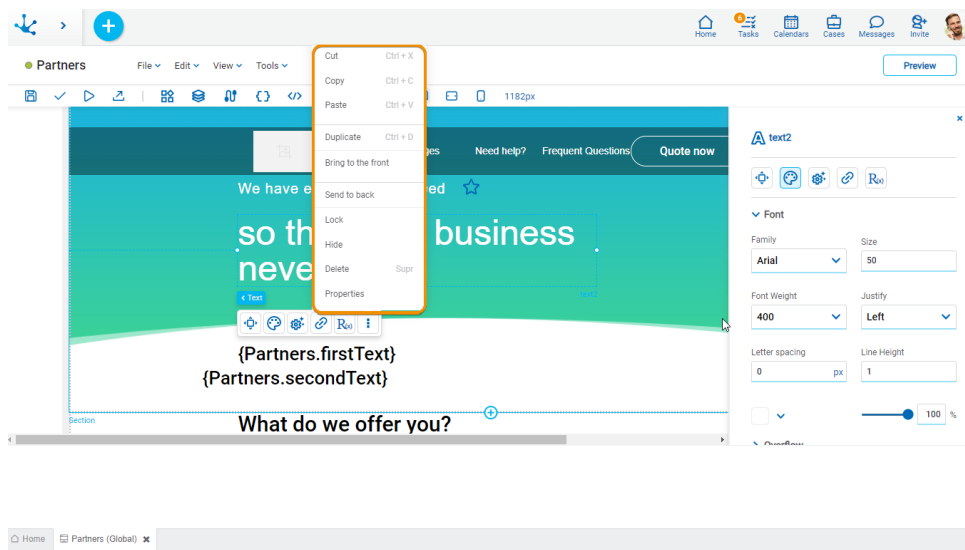 6
Home
Tasks
Calendars
Cases
Messages
Invite
Partners
File
Edit
View
Tools
Preview
1182px
Cut Ctrl + X
Copy Ctrl + C
Paste Ctrl + V
Duplicate Ctrl + D
Bring to the front
Send to back
Lock
Hide
Delete Supr
Properties
Need help?
Frequent Questions
Quote now
We have e
so th
business
neve
Text
text2
R(x)
{Partners.firstText}
{Partners.secondText}
Section
What do we offer you?
text2
R(x)
Font
Family
Size
Arial
50
Font Weight
Justify
400
Left
Letter spacing
Line Height
0 px
1
100 %
Home
Partners (Global)